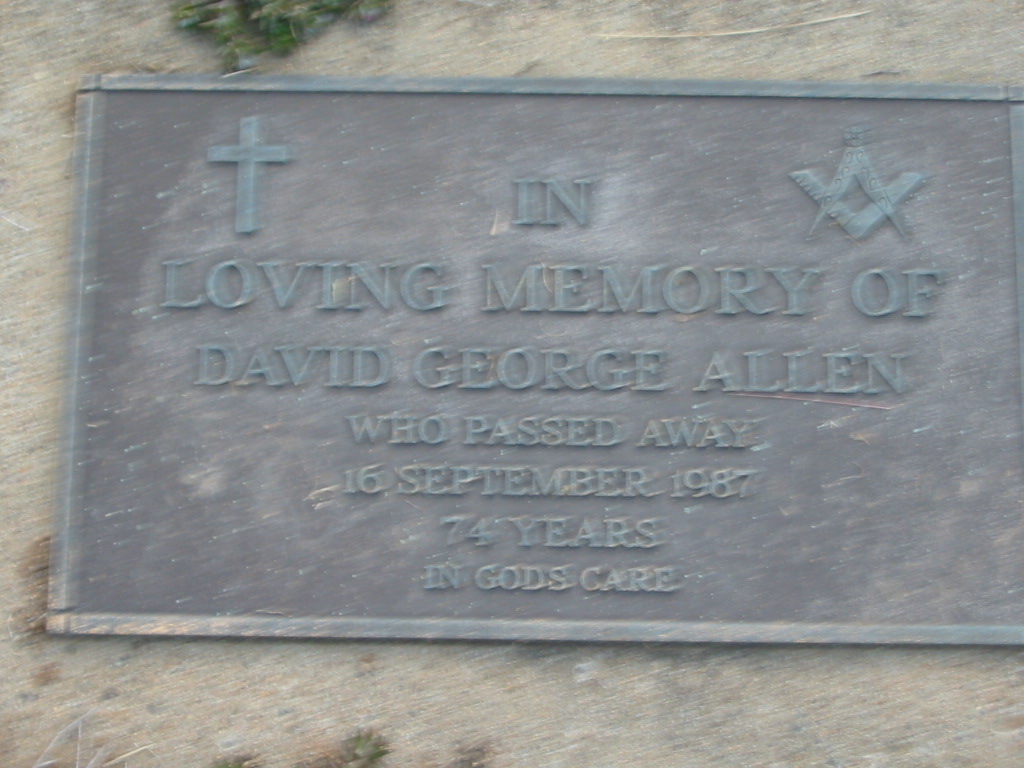 IN
LOVING MEMORY OF
DAVID GEORGE ALLEN
WHO PASSED AWAY
16 SEPTEMBER 1987
74 YEARS
IN GODS CARE